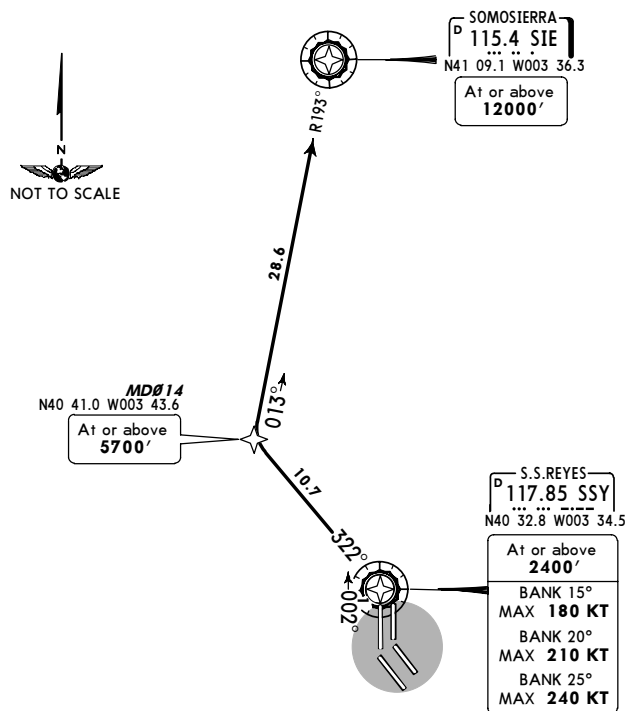 SOMOSIERRA
D 115.4 SIE
N41 09.1 W003 36.3
At or above
12000'
N
NOT TO SCALE
R193°
28.6
013°
MDØ14
N40 41.0 W003 43.6
At or above
5700'
10.7
322°
002°
S.S.REYES
D 117.85 SSY
N40 32.8 W003 34.5
At or above
2400'
BANK 15°
MAX 180 KT
BANK 20°
MAX 210 KT
BANK 25°
MAX 240 KT